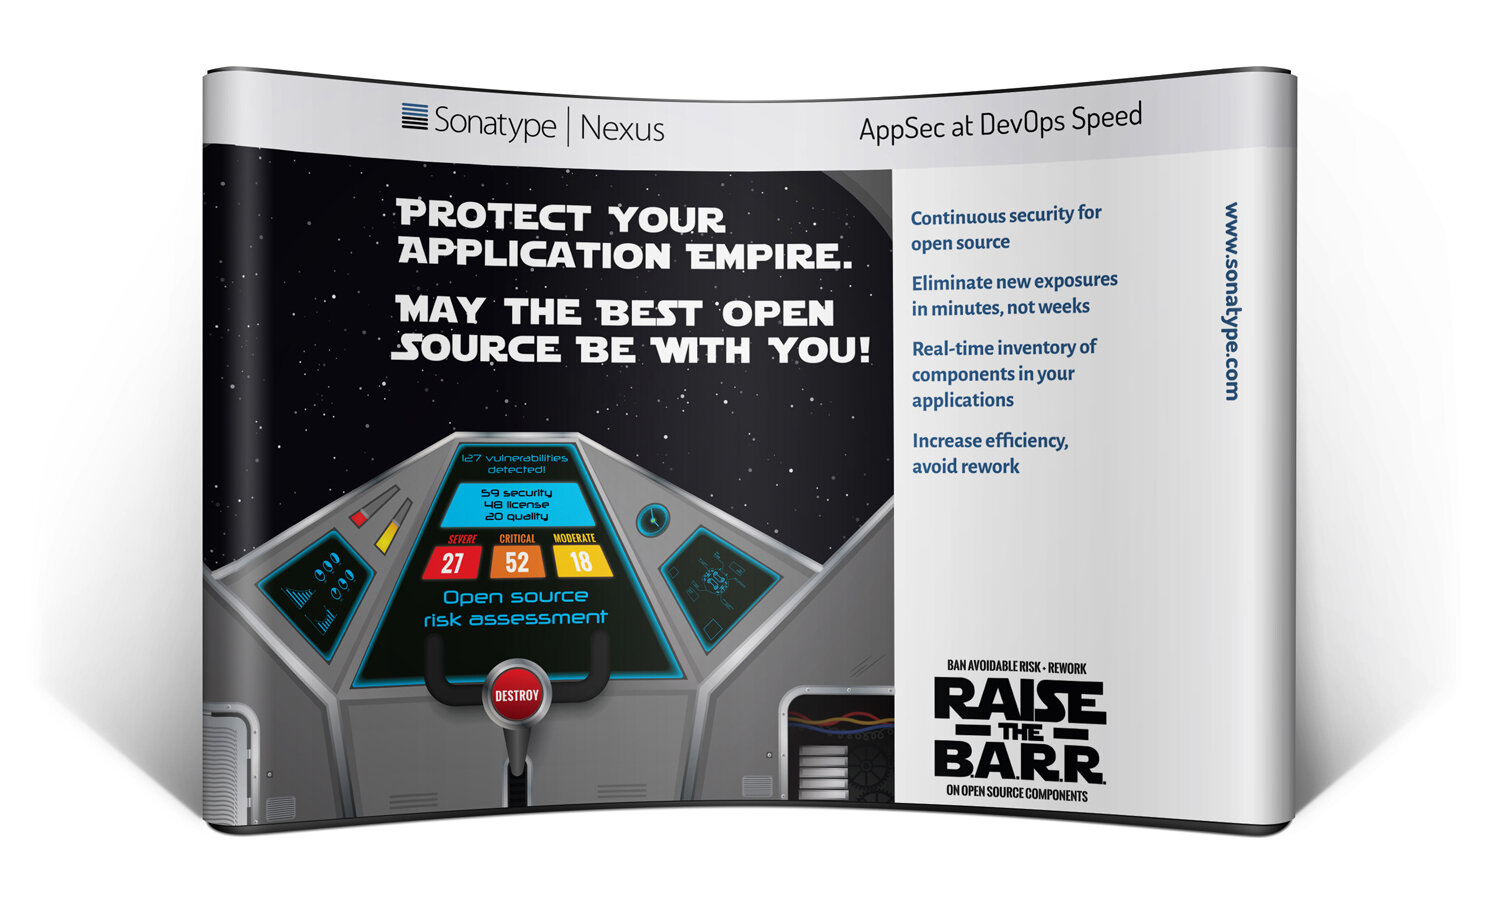 Sonatype | Nexus
AppSec at DevOps Speed
PROTECT YOUR
APPLICATION EMPIRE.
MAY THE BEST OPEN
SOURCE BE WITH YOU!
127 vulnerabilities
detected!
59 security
48 license
20 quality
SEVERE CRITICAL MODERATE
27 52 18
Open source
risk assessment
DESTROY
Continuous security for
open source
Eliminate new exposures
in minutes, not weeks
Real-time inventory of
components in your
applications
Increase efficiency,
avoid rework
www.sonatype.com
BAN AVOIDABLE RISK + REWORK
RAISE
-THE-
B.A.R.R.
ON OPEN SOURCE COMPONENTS